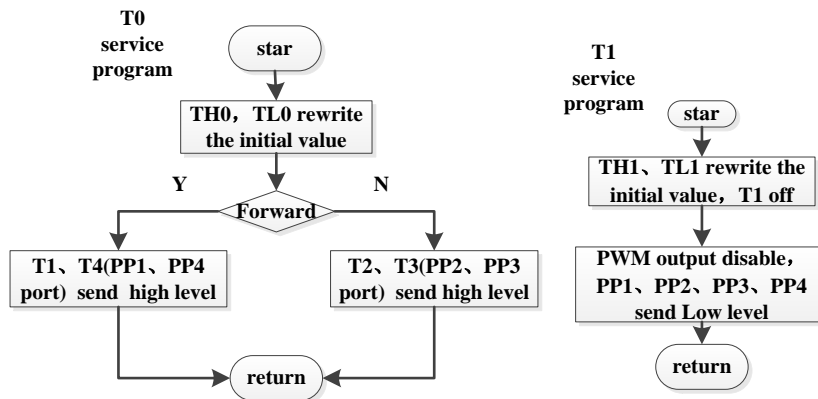 T0
service
program
star
TH0、TL0 rewrite
the initial value
Y
N
Forward
T1、T4(PP1、PP4
port) send high level
T2、T3(PP2、PP3
port) send high level
return
T1
service
program
star
TH1、TL1 rewrite the
initial value, T1 off
PWM output disable,
PP1、PP2、PP3、PP4
send Low level
return